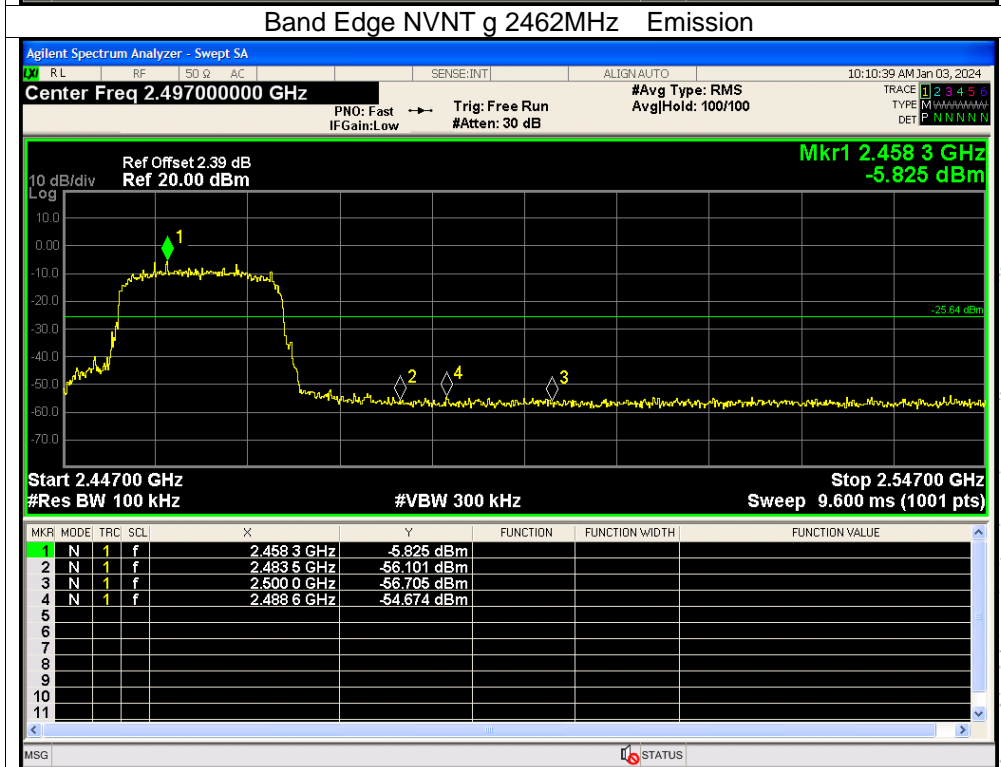 Band Edge NVNT g 2462MHz Emission
Agilent Spectrum Analyzer - Swept SA
LXI RL RF 50 Ω AC SENSE:INT ALIGN AUTO 10:10:39 AM Jan 03, 2024
Center Freq 2.497000000 GHz #Avg Type: RMS TRACE 1 2 3 4 5 6
PNO: Fast Trig: Free Run Avg|Hold: 100/100 TYPE M
IFGain:Low #Atten: 30 dB DET P N N N N N
Mkr1 2.458 3 GHz
-5.825 dBm
Ref Offset 2.39 dB
10 dB/div Ref 20.00 dBm
Log
10.0
0.00
-10.0
-20.0
-30.0
-40.0
-50.0
-60.0
-70.0
1
-25.64 dBm
2
4
3
Start 2.44700 GHz Stop 2.54700 GHz
#Res BW 100 kHz #VBW 300 kHz Sweep 9.600 ms (1001 pts)
MKR MODE TRC SCL X Y FUNCTION FUNCTION WIDTH FUNCTION VALUE
1 N 1 f 2.458 3 GHz -5.825 dBm
2 N 1 f 2.483 5 GHz -56.101 dBm
3 N 1 f 2.500 0 GHz -56.705 dBm
4 N 1 f 2.488 6 GHz -54.674 dBm
5
6
7
8
9
10
11
MSG STATUS